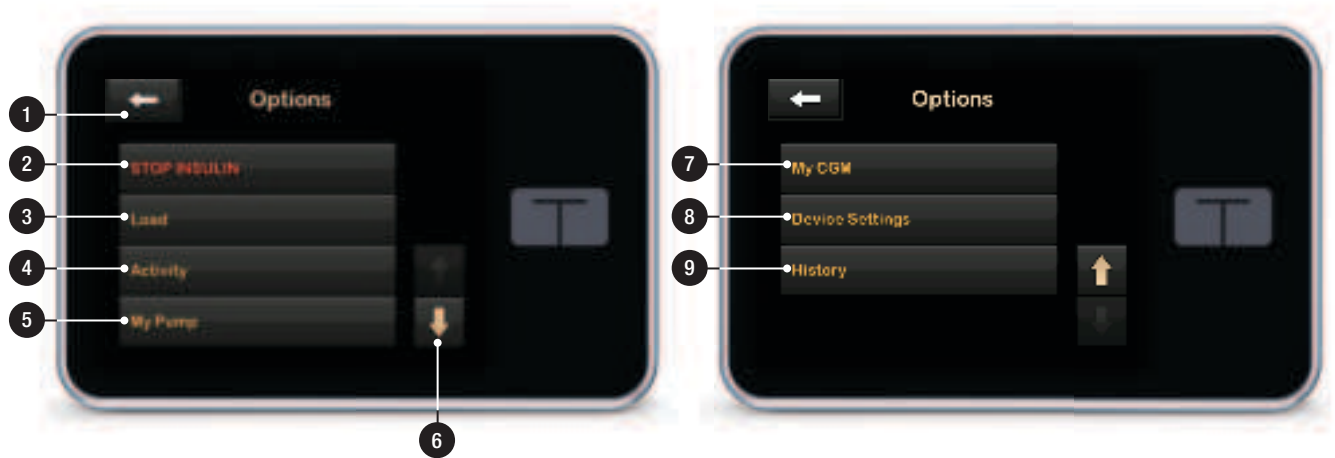 Options
1
2 STOP INSULIN
3 Load
4 Activity
5 My Pump
6
Options
7 My CGM
8 Device Settings
9 History